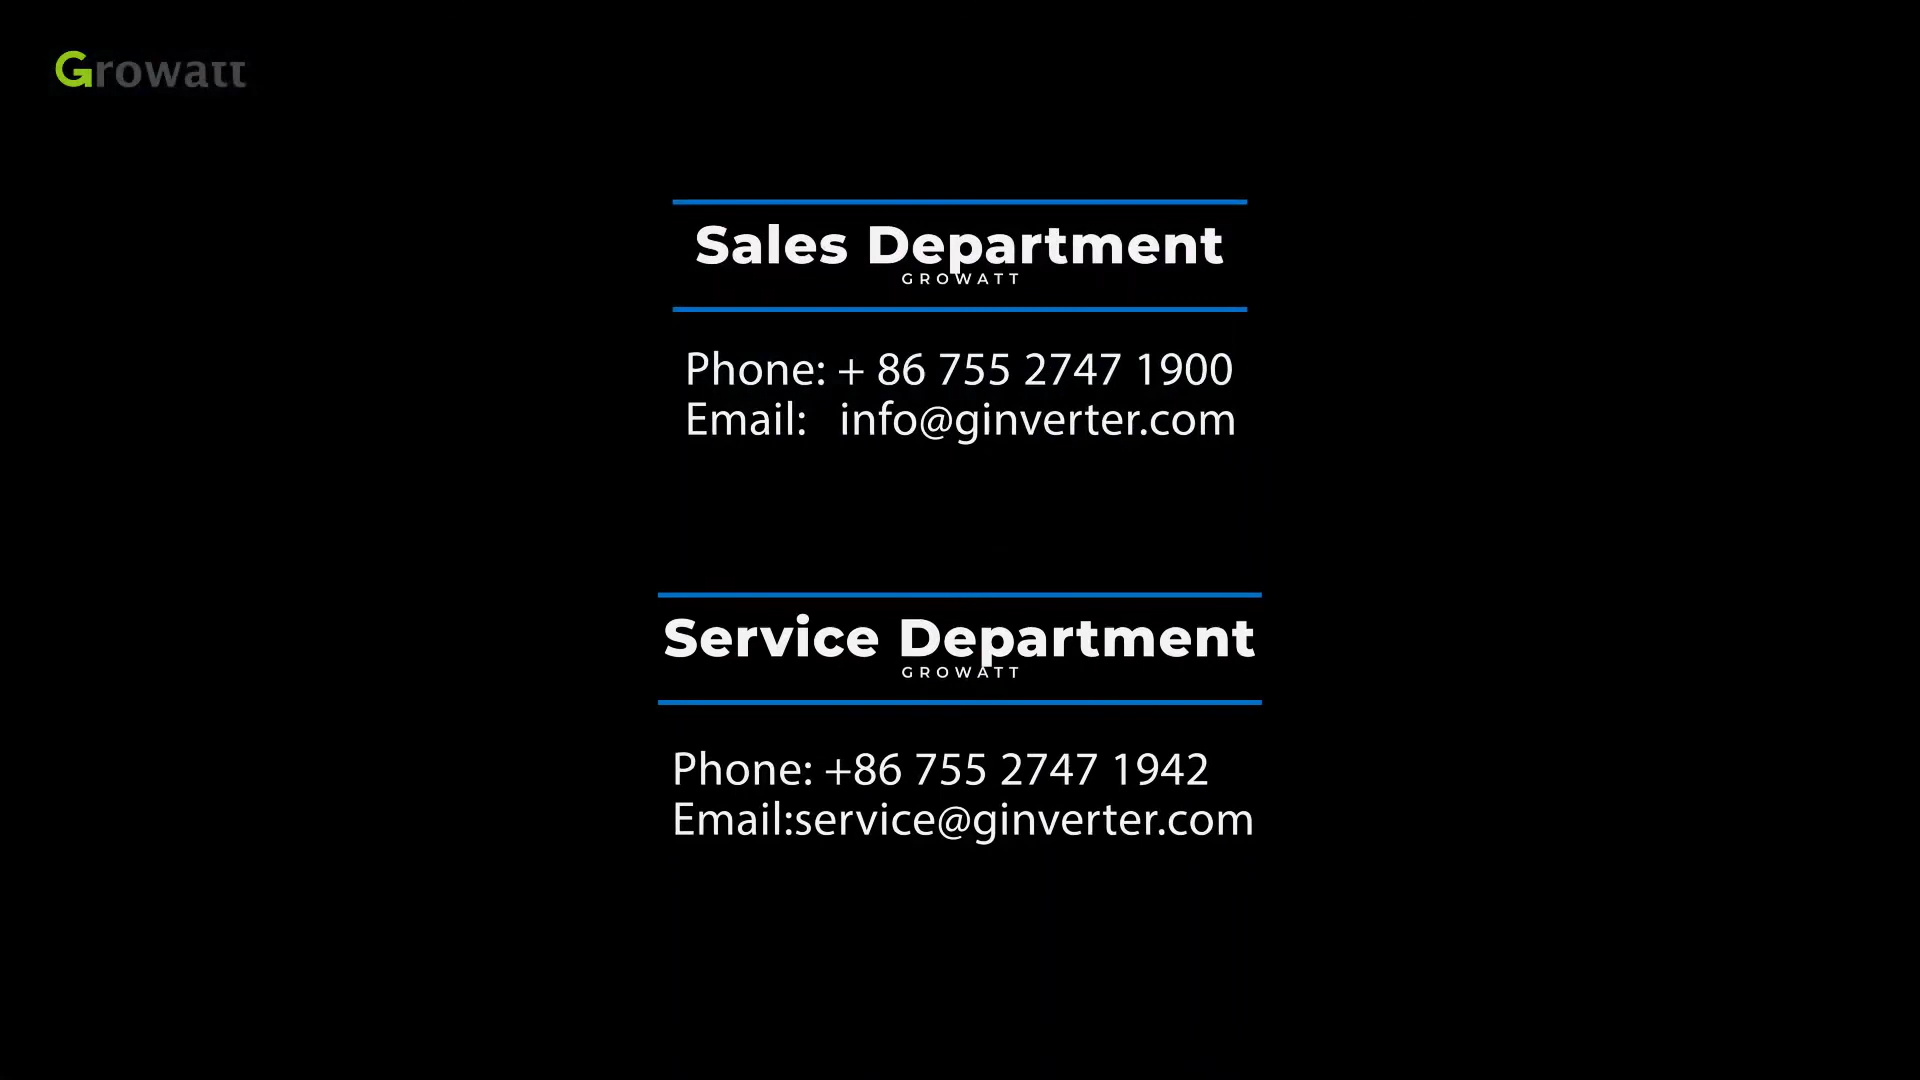 Growatt
Sales Department
GROWATT
Phone: + 86 755 2747 1900
Email: info@ginverter.com
Service Department
GROWATT
Phone: +86 755 2747 1942
Email:service@ginverter.com